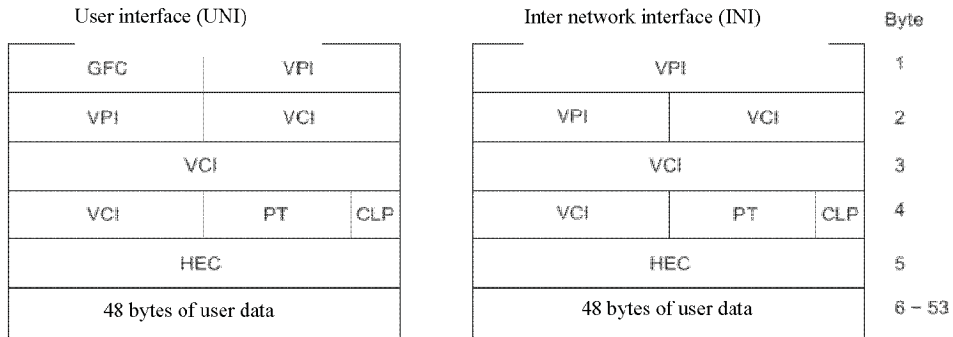 User interface (UNI) Inter network interface (INI) Byte
GFC VPI VPI 1
VPI VCI VPI VCI 2
VCI VCI 3
VCI PT CLP VCI PT CLP 4
HEC HEC 5
48 bytes of user data 48 bytes of user data 6 – 53